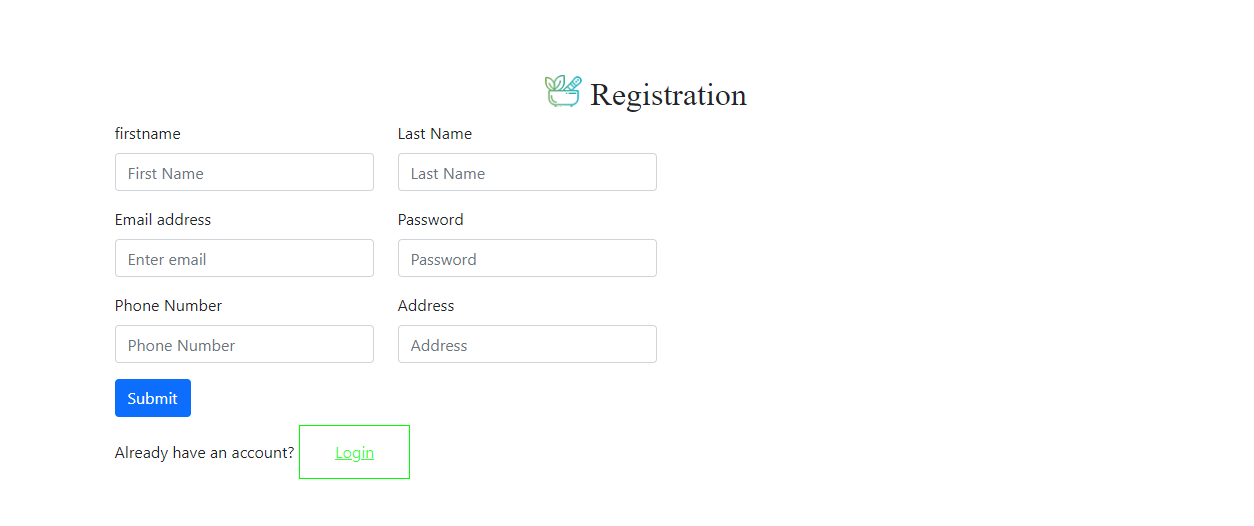 Registration
firstname Last Name
First Name Last Name
Email address Password
Enter email Password
Phone Number Address
Phone Number Address
Submit
Already have an account? Login